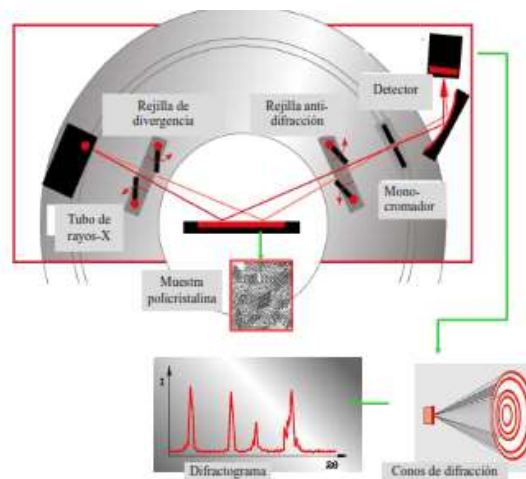 Rejilla de
divergencia
Rejilla anti-
difracción
Detector
Tubo de
rayos-X
Mono-
cromador
Muestra
policristalina
I
2θ
Difractograma
Conos de difracción